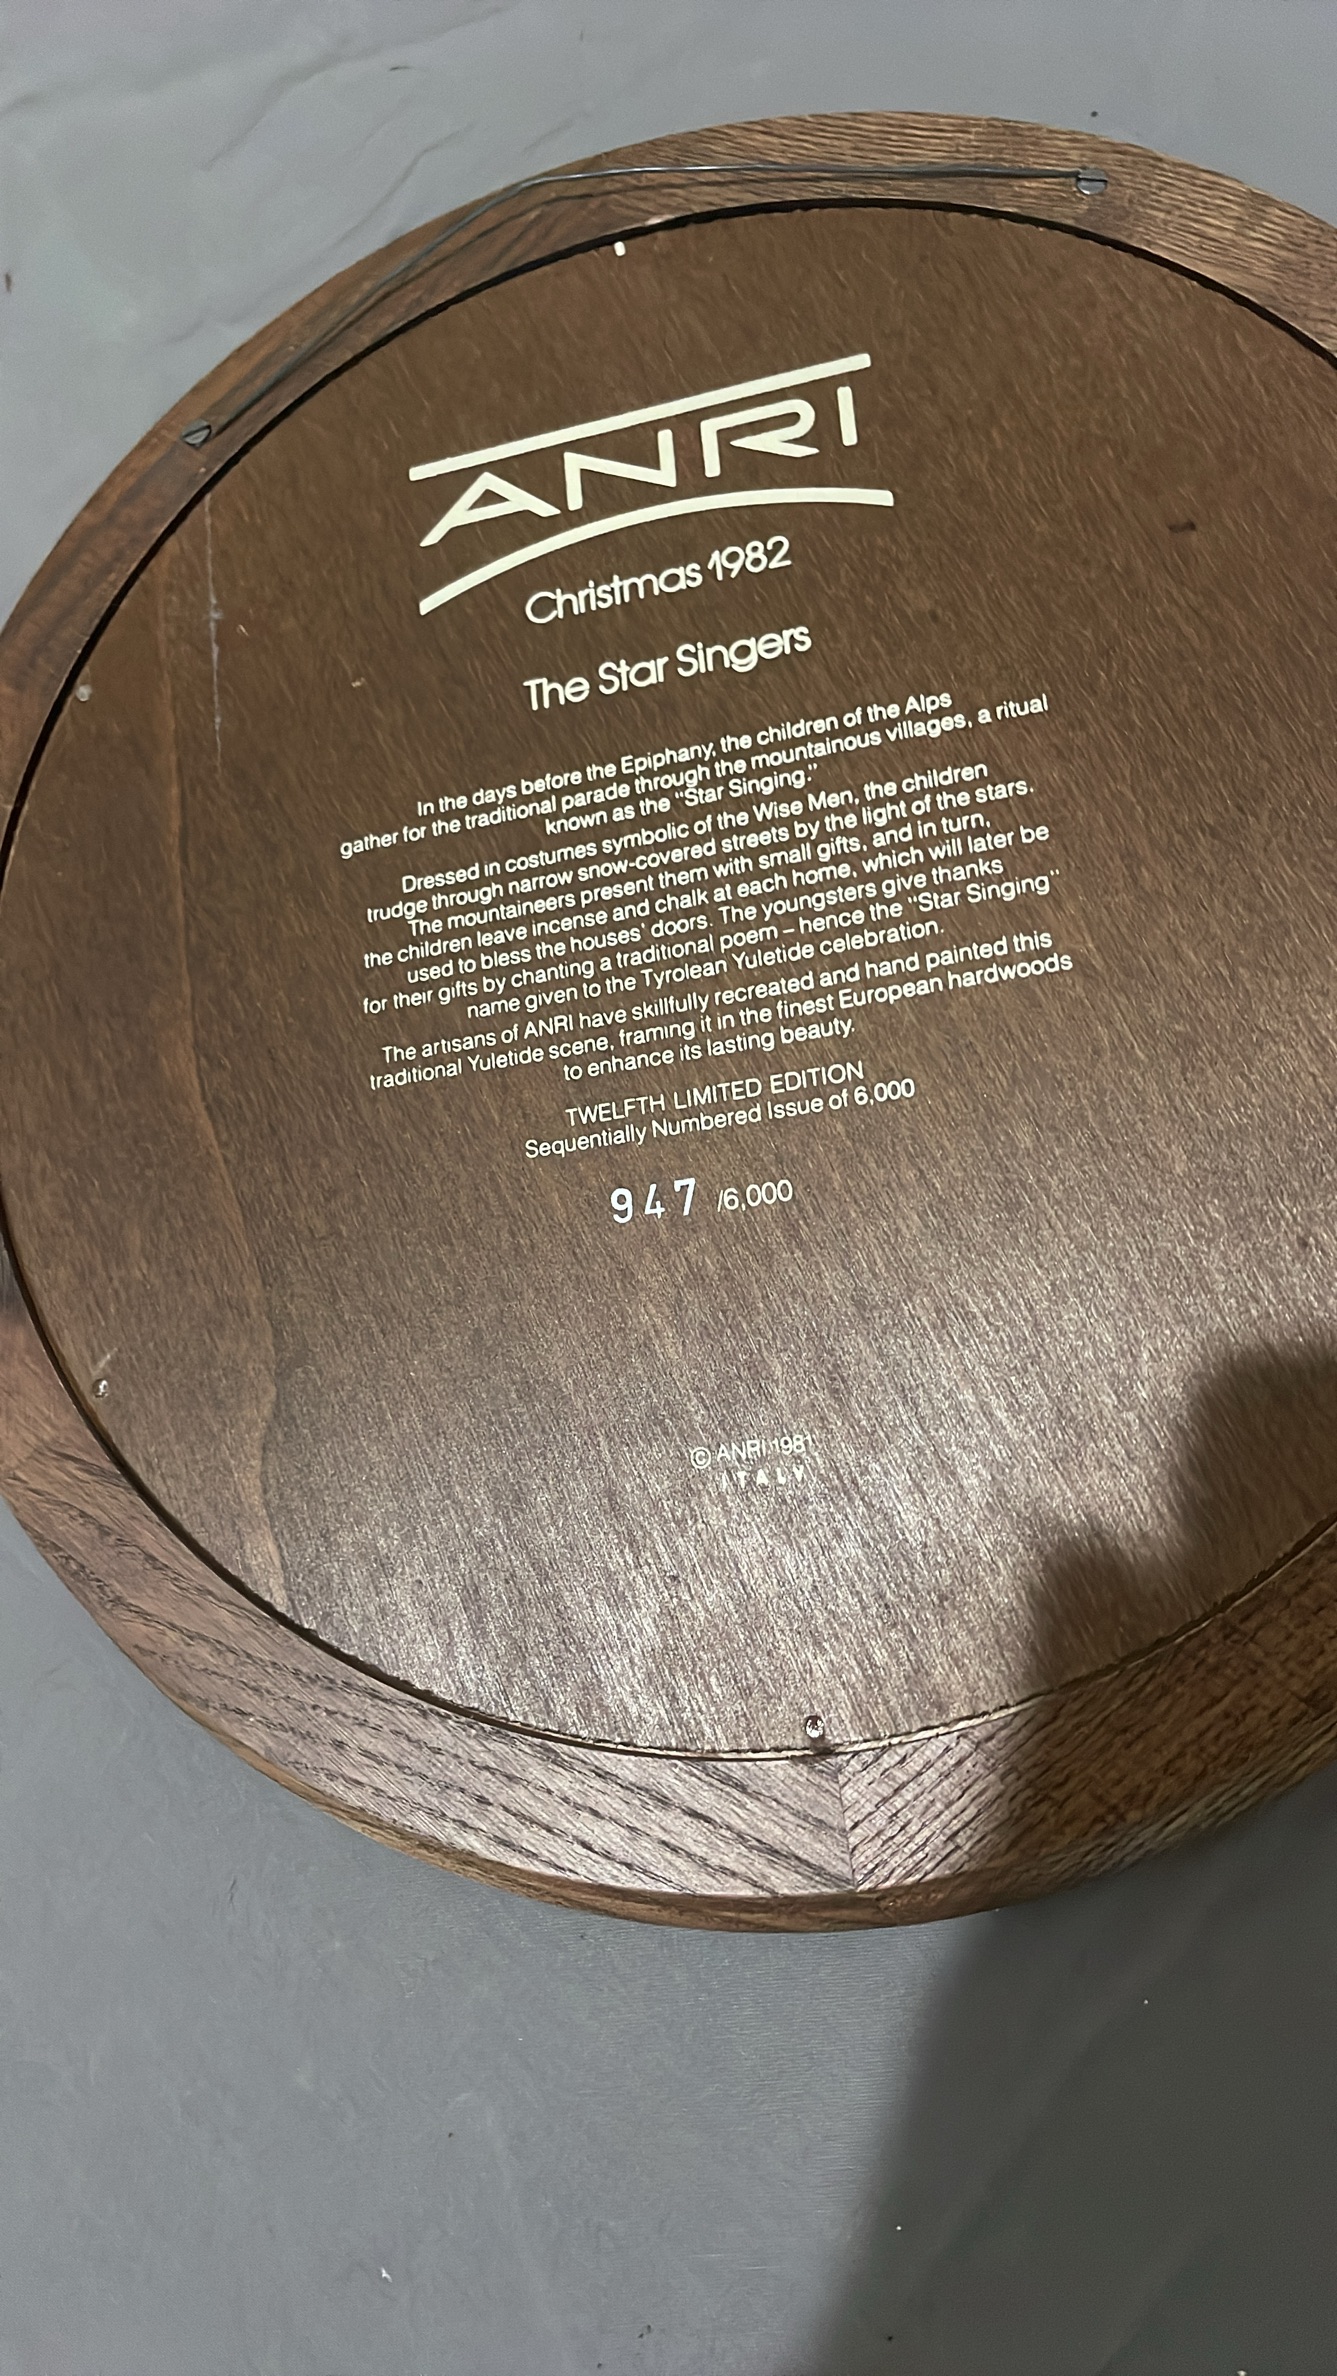 ANRI
Christmas 1982
The Star Singers
In the days before the Epiphany, the children of the Alps
gather for the traditional parade through the mountainous villages, a ritual
known as the "Star Singing."
Dressed in costumes symbolic of the Wise Men, the children
trudge through narrow snow-covered streets by the light of the stars.
The mountaineers present them with small gifts, and in turn,
the children leave incense and chalk at each home, which will later be
used to bless the houses' doors. The youngsters give thanks
for their gifts by chanting a traditional poem – hence the "Star Singing"
name given to the Tyrolean Yuletide celebration.
The artisans of ANRI have skillfully recreated and hand painted this
traditional Yuletide scene, framing it in the finest European hardwoods
to enhance its lasting beauty.
TWELFTH LIMITED EDITION
Sequentially Numbered Issue of 6,000
947 /6,000
© ANRI 1981
ITALY